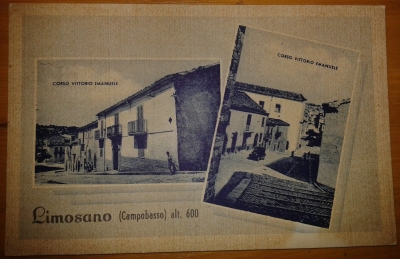 CORSO VITTORIO EMANUELE
CORSO VITTORIO EMANUELE
Limosano (Campobasso) alt. 600